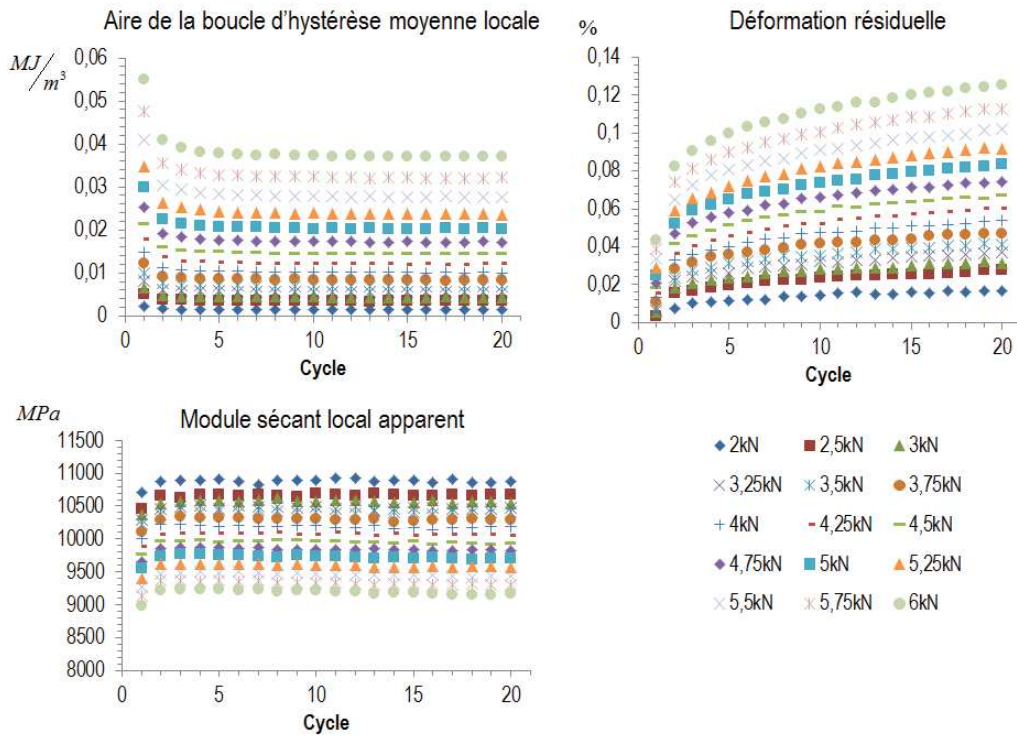 Aire de la boucle d’hystérèse moyenne locale
MJ/m³
0,06
0,05
0,04
0,03
0,02
0,01
0
0 5 10 15 20
Cycle
Déformation résiduelle
%
0,14
0,12
0,1
0,08
0,06
0,04
0,02
0
0 5 10 15 20
Cycle
Module sécant local apparent
MPa
11500
11000
10500
10000
9500
9000
8500
8000
0 5 10 15 20
Cycle
2kN 2,5kN 3kN
3,25kN 3,5kN 3,75kN
4kN 4,25kN 4,5kN
4,75kN 5kN 5,25kN
5,5kN 5,75kN 6kN